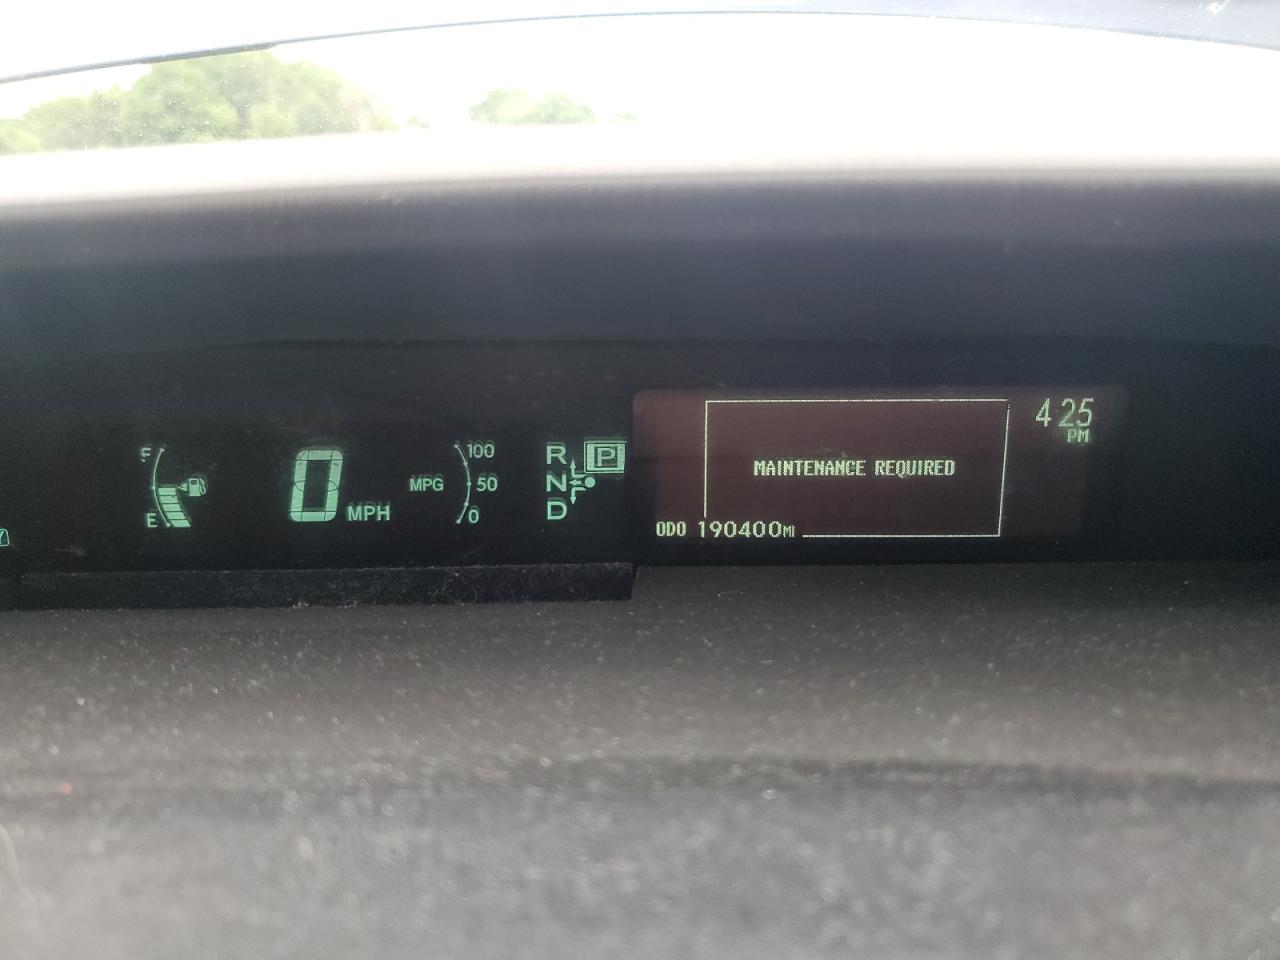 F
E
0 MPH
MPG
100
50
0
R P
N
D
MAINTENANCE REQUIRED
4 25
PM
ODO 190400MI